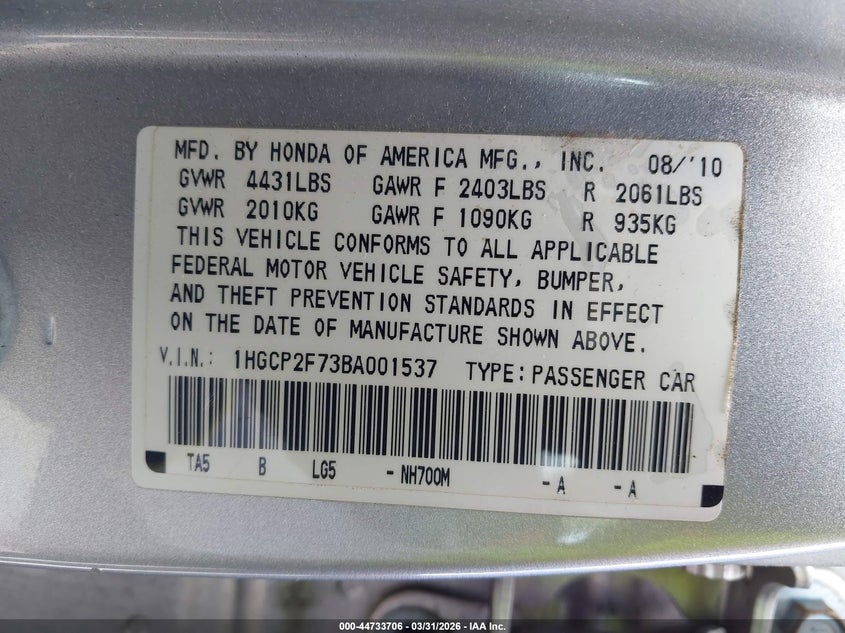 MFD. BY HONDA OF AMERICA MFG., INC. 08/'10
GVWR 4431LBS GAWR F 2403LBS R 2061LBS
GVWR 2010KG GAWR F 1090KG R 935KG
THIS VEHICLE CONFORMS TO ALL APPLICABLE
FEDERAL MOTOR VEHICLE SAFETY, BUMPER,
AND THEFT PREVENTION STANDARDS IN EFFECT
ON THE DATE OF MANUFACTURE SHOWN ABOVE.
V.I.N.: 1HGCP2F73BA001537 TYPE:PASSENGER CAR
TA5 B LG5 -NH700M -A -A
000-44733706 - 03/31/2026 - IAA Inc.